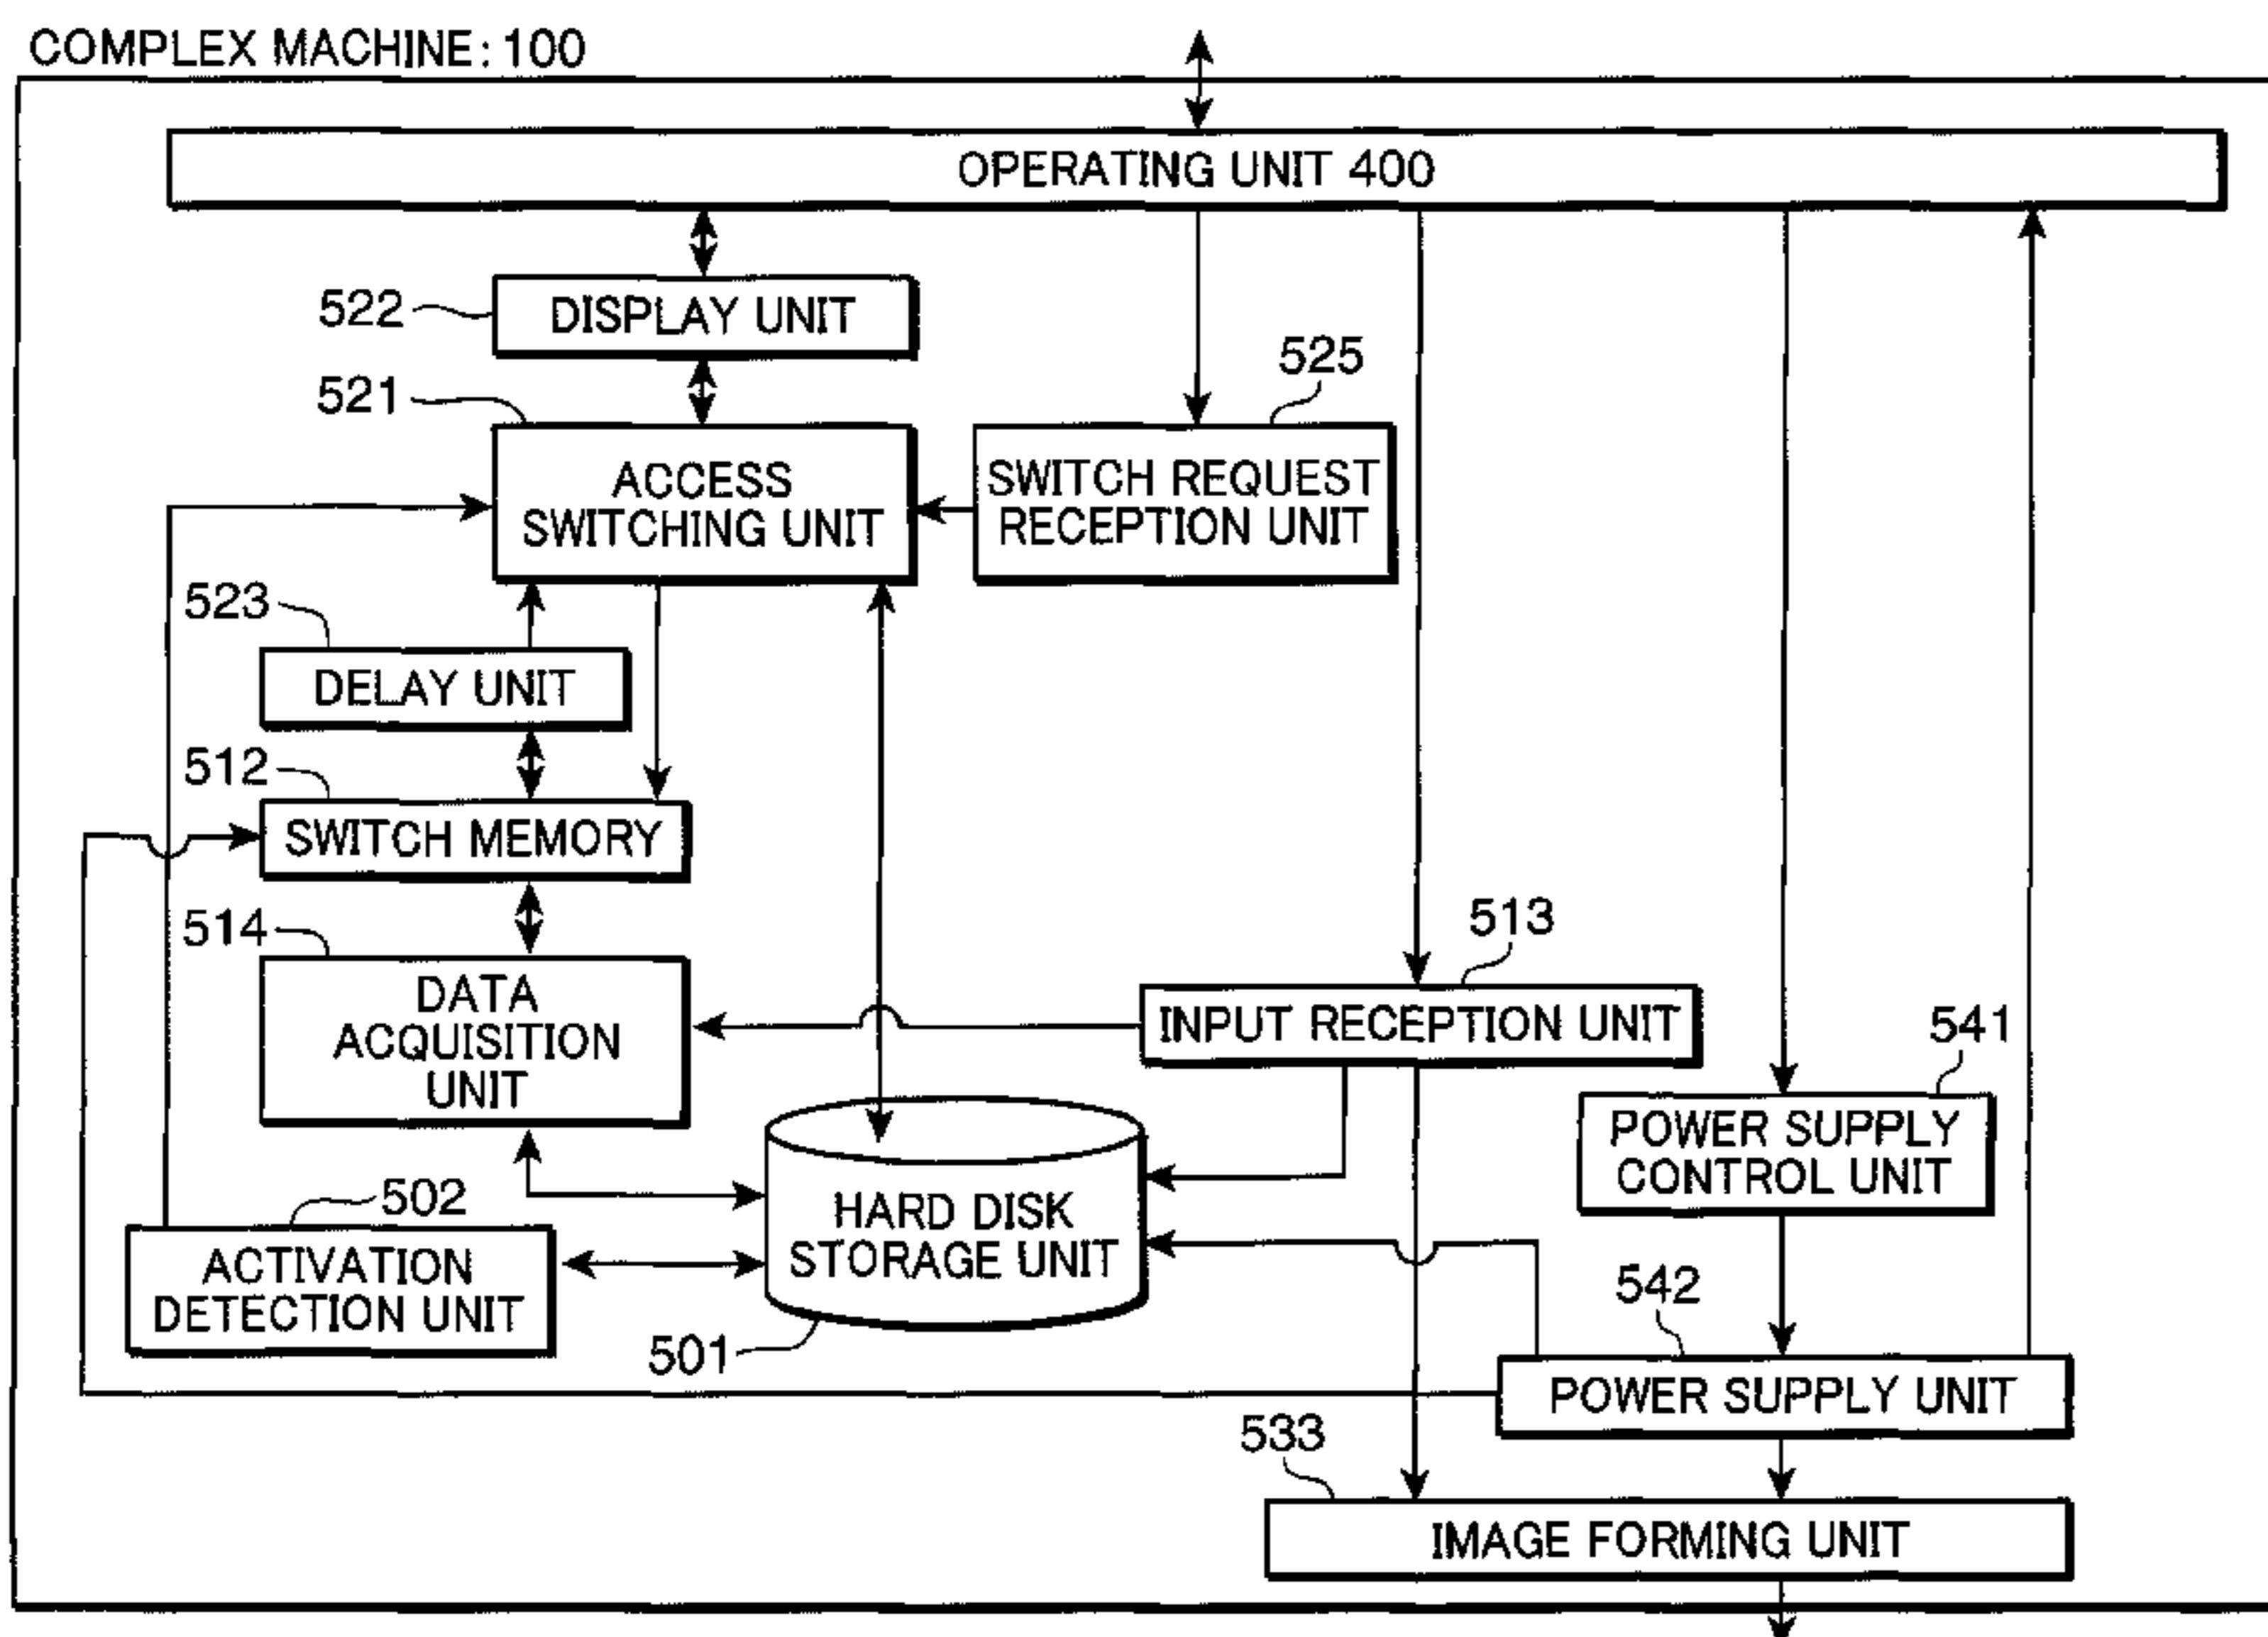 COMPLEX MACHINE: 100
OPERATING UNIT 400
522
DISPLAY UNIT
525
521
ACCESS
SWITCHING UNIT
SWITCH REQUEST
RECEPTION UNIT
523
DELAY UNIT
512
SWITCH MEMORY
514
DATA
ACQUISITION
UNIT
513
INPUT RECEPTION UNIT
541
POWER SUPPLY
CONTROL UNIT
502
ACTIVATION
DETECTION UNIT
HARD DISK
STORAGE UNIT
501
542
POWER SUPPLY UNIT
533
IMAGE FORMING UNIT